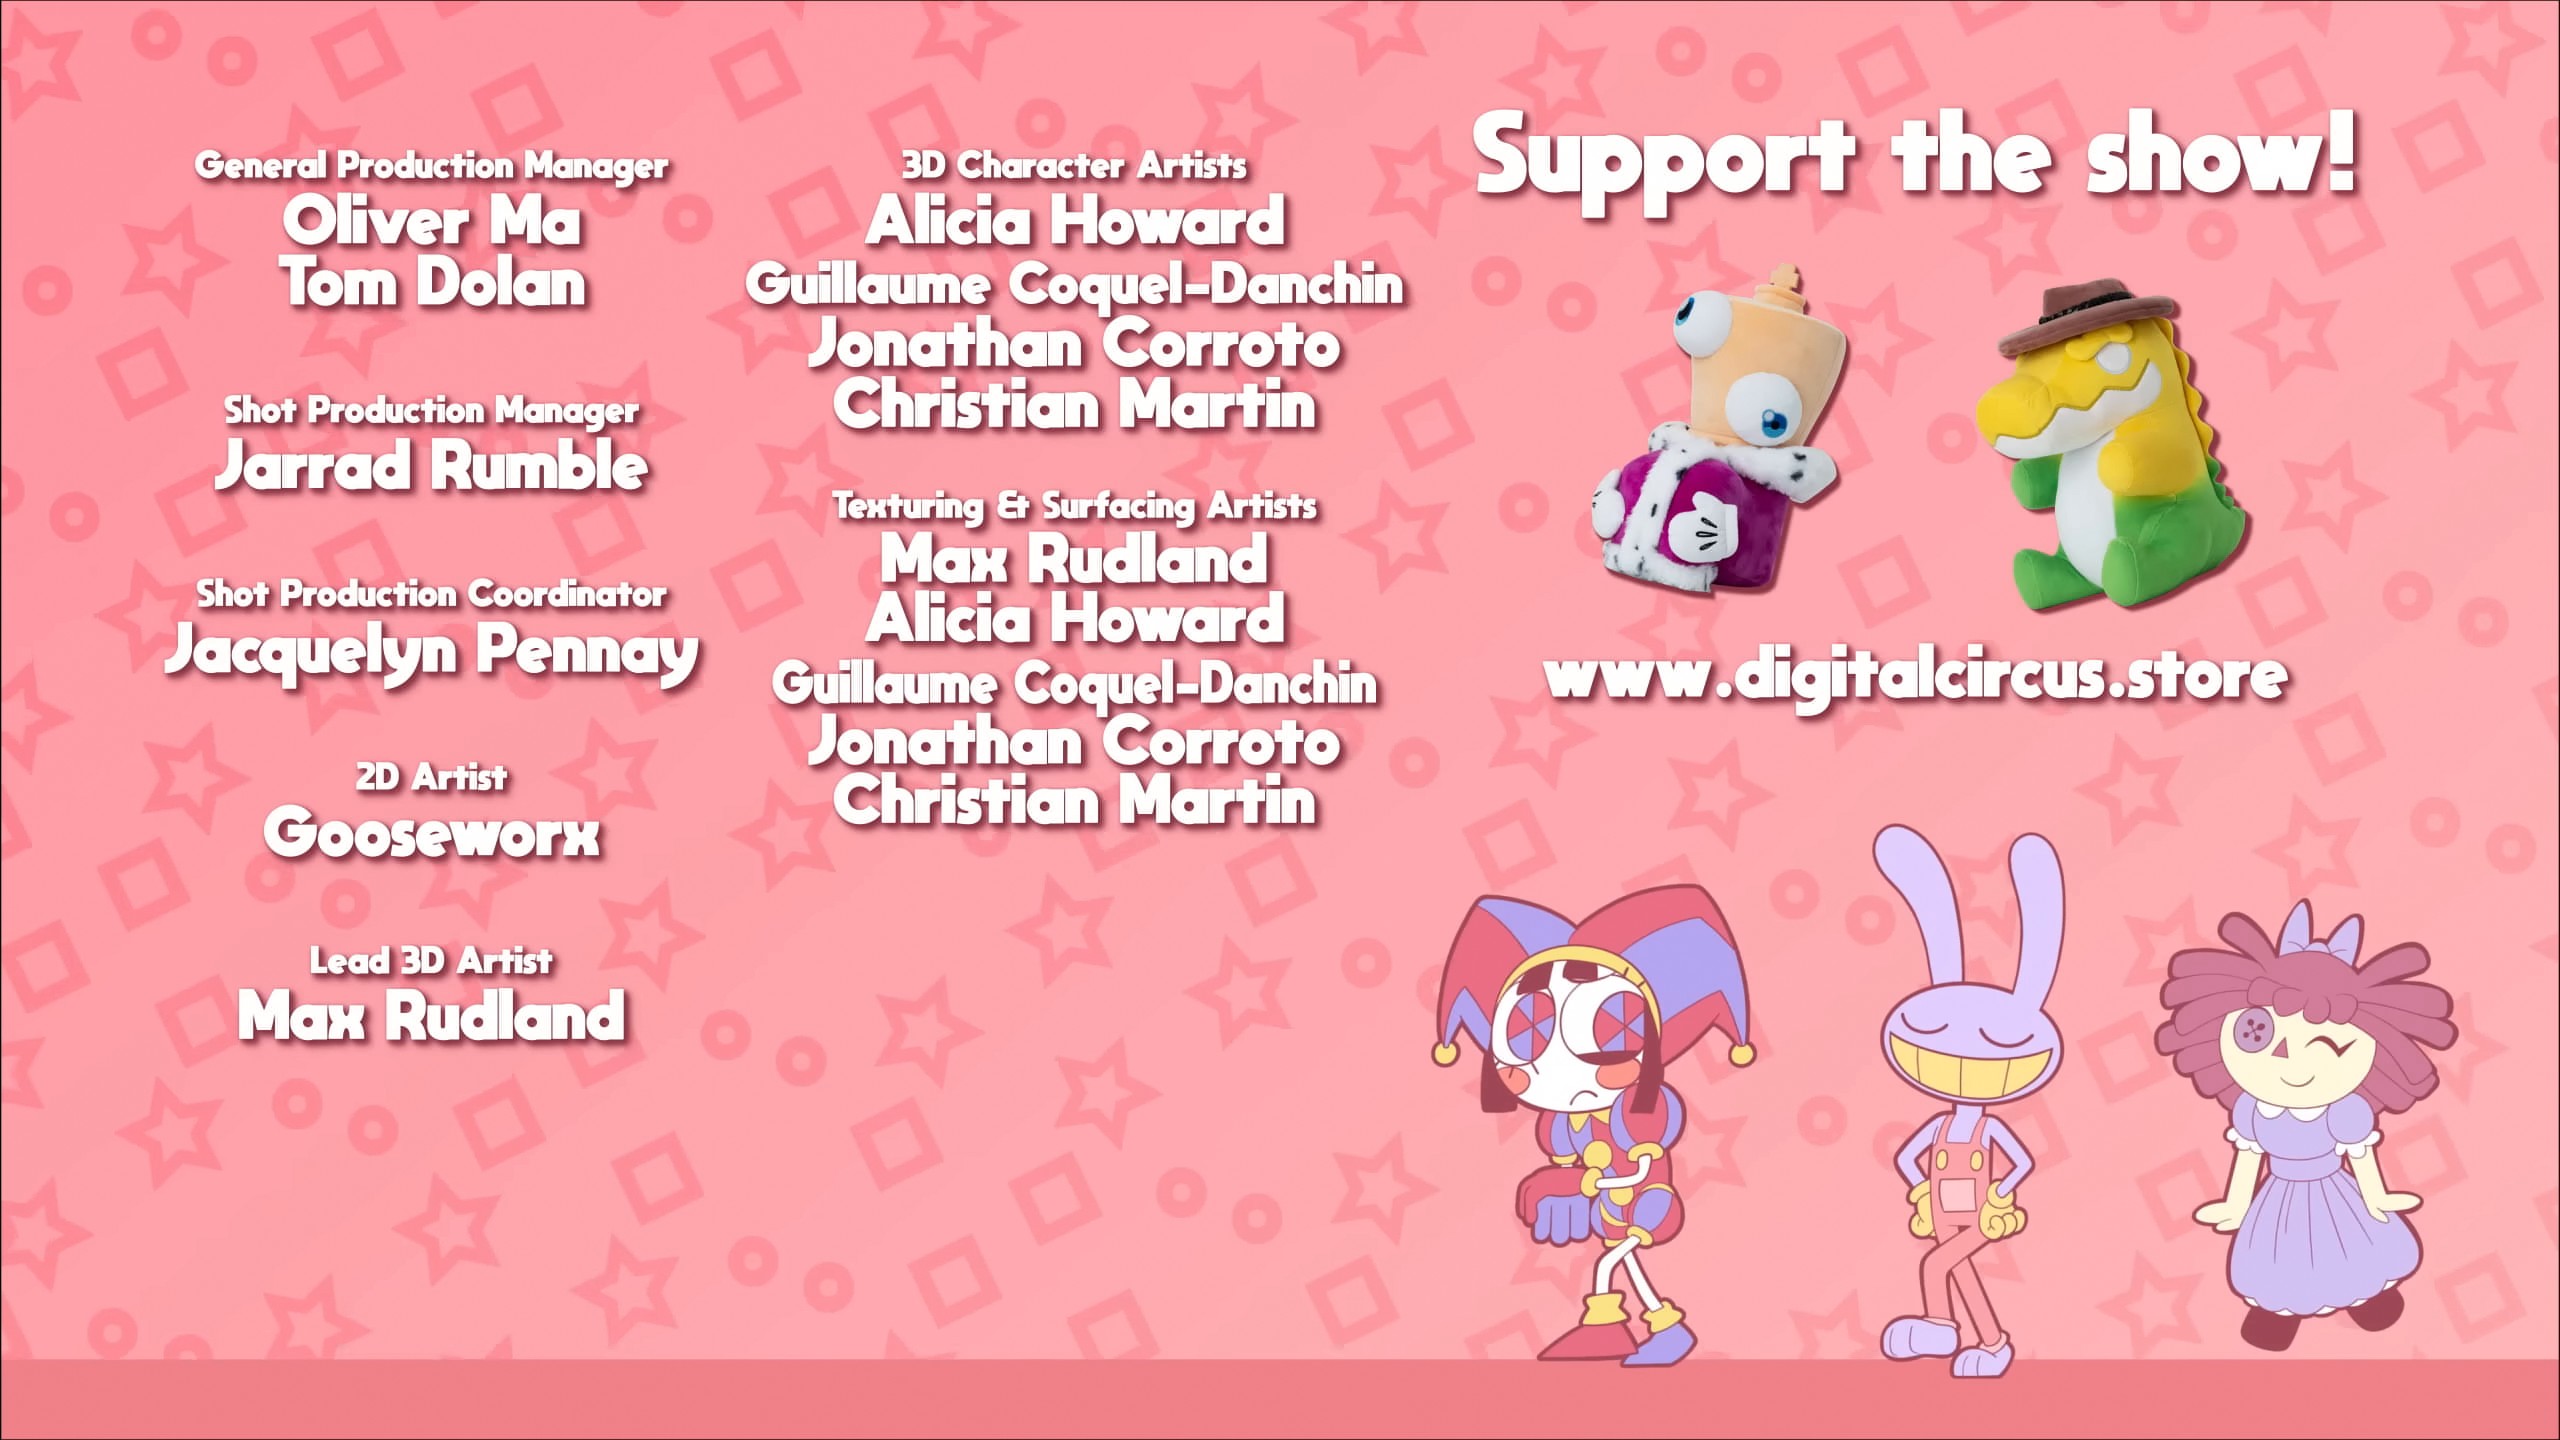 General Production Manager
Oliver Ma
Tom Dolan
Shot Production Manager
Jarrad Rumble
Shot Production Coordinator
Jacquelyn Pennay
2D Artist
Gooseworx
Lead 3D Artist
Max Rudland
3D Character Artists
Alicia Howard
Guillaume Coquel-Danchin
Jonathan Corroto
Christian Martin
Texturing & Surfacing Artists
Max Rudland
Alicia Howard
Guillaume Coquel-Danchin
Jonathan Corroto
Christian Martin
Support the show!
www.digitalcircus.store